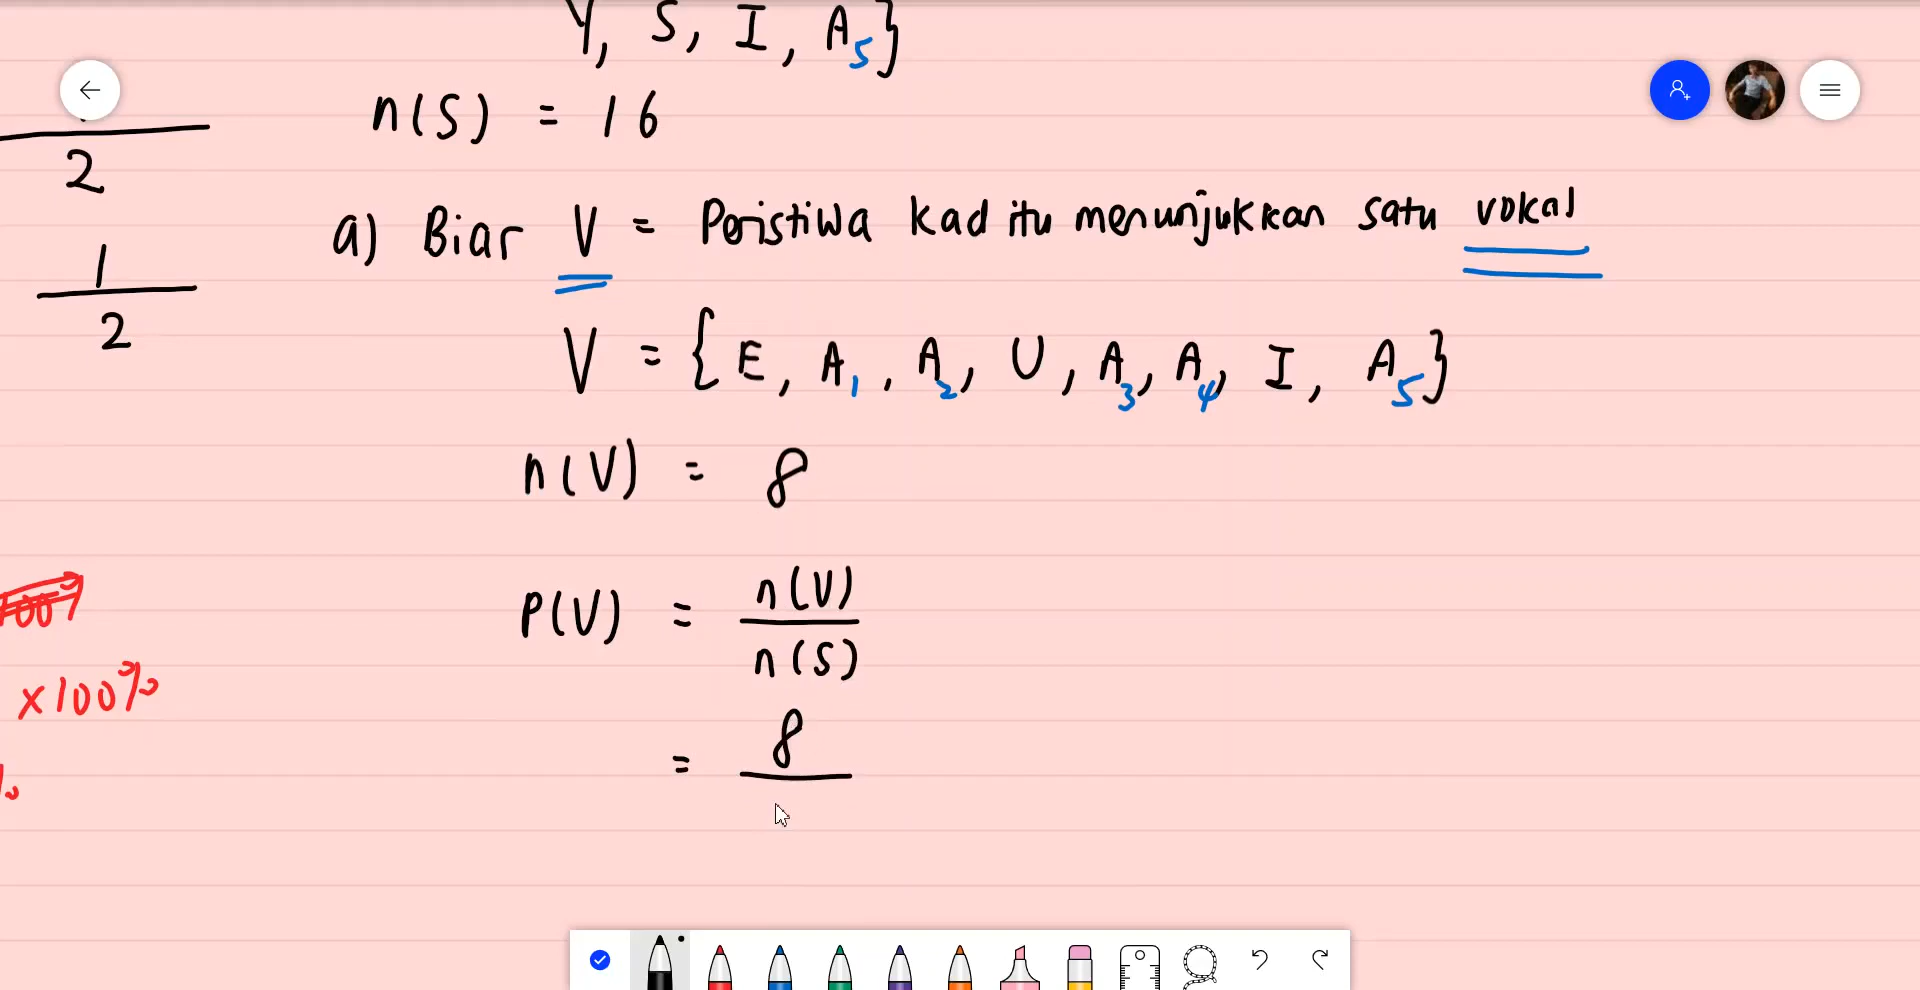 Y, S, I, A5}
n(S) = 16
2
a) Biar V = Peristiwa kad itu menunjukkan satu vokal
1
2
V = {E, A1, A2, U, A3, A4, I, A5}
n(V) = 8
P(V) = n(V)
n(S)
100%
x100%
= 8
%